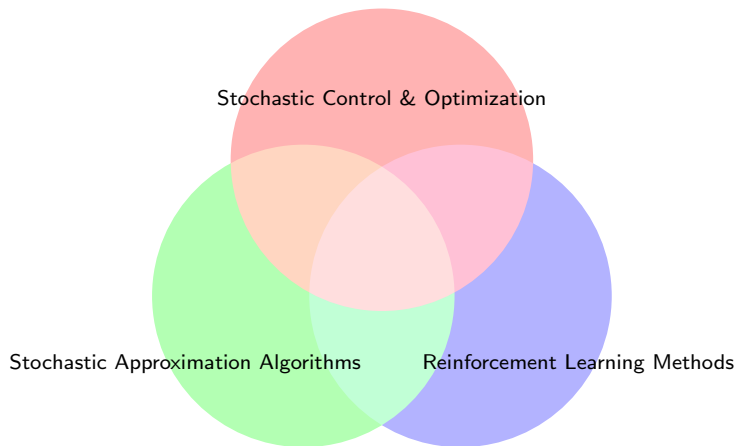 Stochastic Control & Optimization
Stochastic Approximation Algorithms
Reinforcement Learning Methods